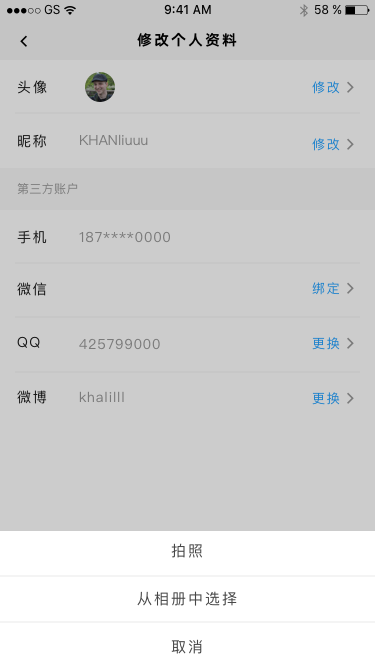 GS 9:41 AM 58 %
修改个人资料
头像 修改
昵称 KHANliuuu 修改
第三方账户
手机 187****0000
微信 绑定
QQ 425799000 更换
微博 khalilll 更换
拍照
从相册中选择
取消